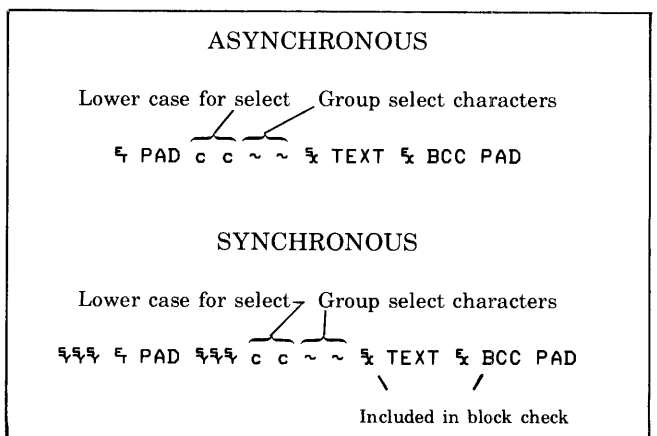 ASYNCHRONOUS
Lower case for select Group select characters
␄ PAD c c ~ ~ ␂ TEXT ␃ BCC PAD
SYNCHRONOUS
Lower case for select Group select characters
␖␖␖ ␄ PAD ␖␖␖ c c ~ ~ ␂ TEXT ␃ BCC PAD
Included in block check